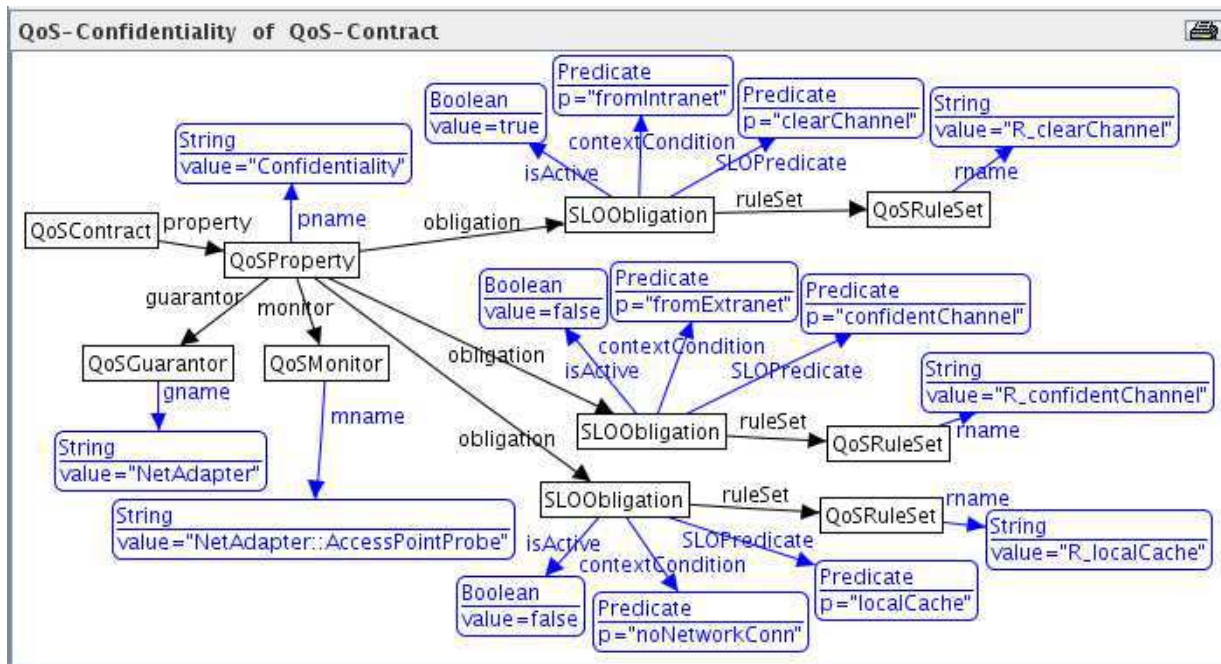 QoS-Confidentiality of QoS-Contract
Predicate
p="fromIntranet"
Boolean
value=true
Predicate
p="clearChannel"
String
value="R_clearChannel"
String
value="Confidentiality"
contextCondition
isActive
SLOPredicate
rname
QoSContract
property
pname
obligation
SLOObligation
ruleSet
QoSRuleSet
QoSProperty
guarantor
monitor
obligation
obligation
Boolean
value=false
Predicate
p="fromExtranet"
Predicate
p="confidentChannel"
contextCondition
isActive
SLOPredicate
QoSGuarantor
QoSMonitor
gname
mname
String
value="R_confidentChannel"
SLOObligation
ruleSet
QoSRuleSet
rname
String
value="NetAdapter"
String
value="NetAdapter::AccessPointProbe"
SLOObligation
ruleSet
QoSRuleSet
rname
String
value="R_localCache"
isActive
contextCondition
SLOPredicate
Boolean
value=false
Predicate
p="noNetworkConn"
Predicate
p="localCache"